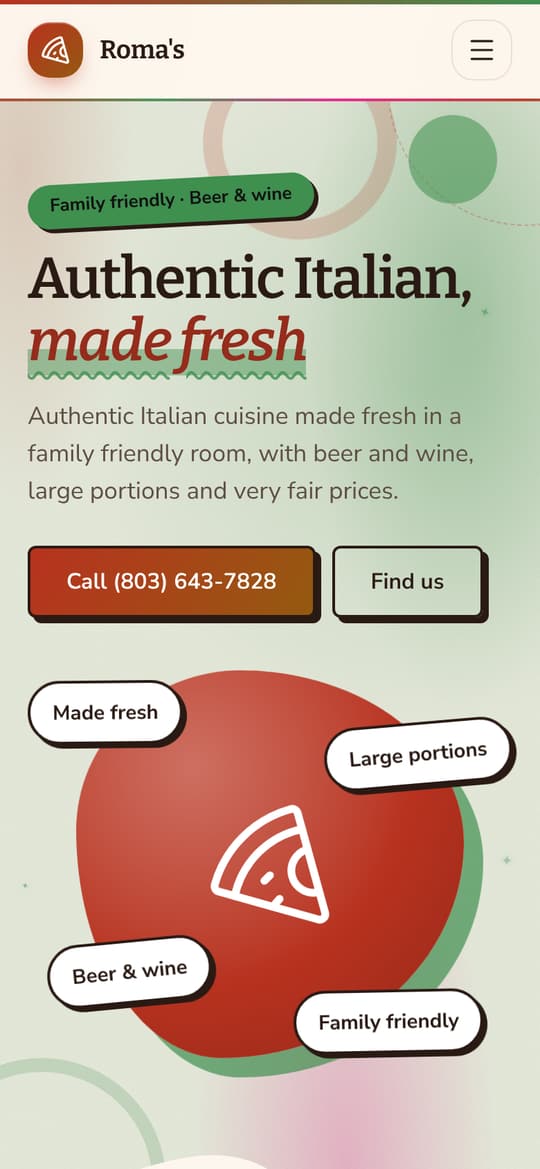 Roma's
Family friendly · Beer & wine
Authentic Italian,
made fresh
Authentic Italian cuisine made fresh in a
family friendly room, with beer and wine,
large portions and very fair prices.
Call (803) 643-7828
Find us
Made fresh
Large portions
Beer & wine
Family friendly